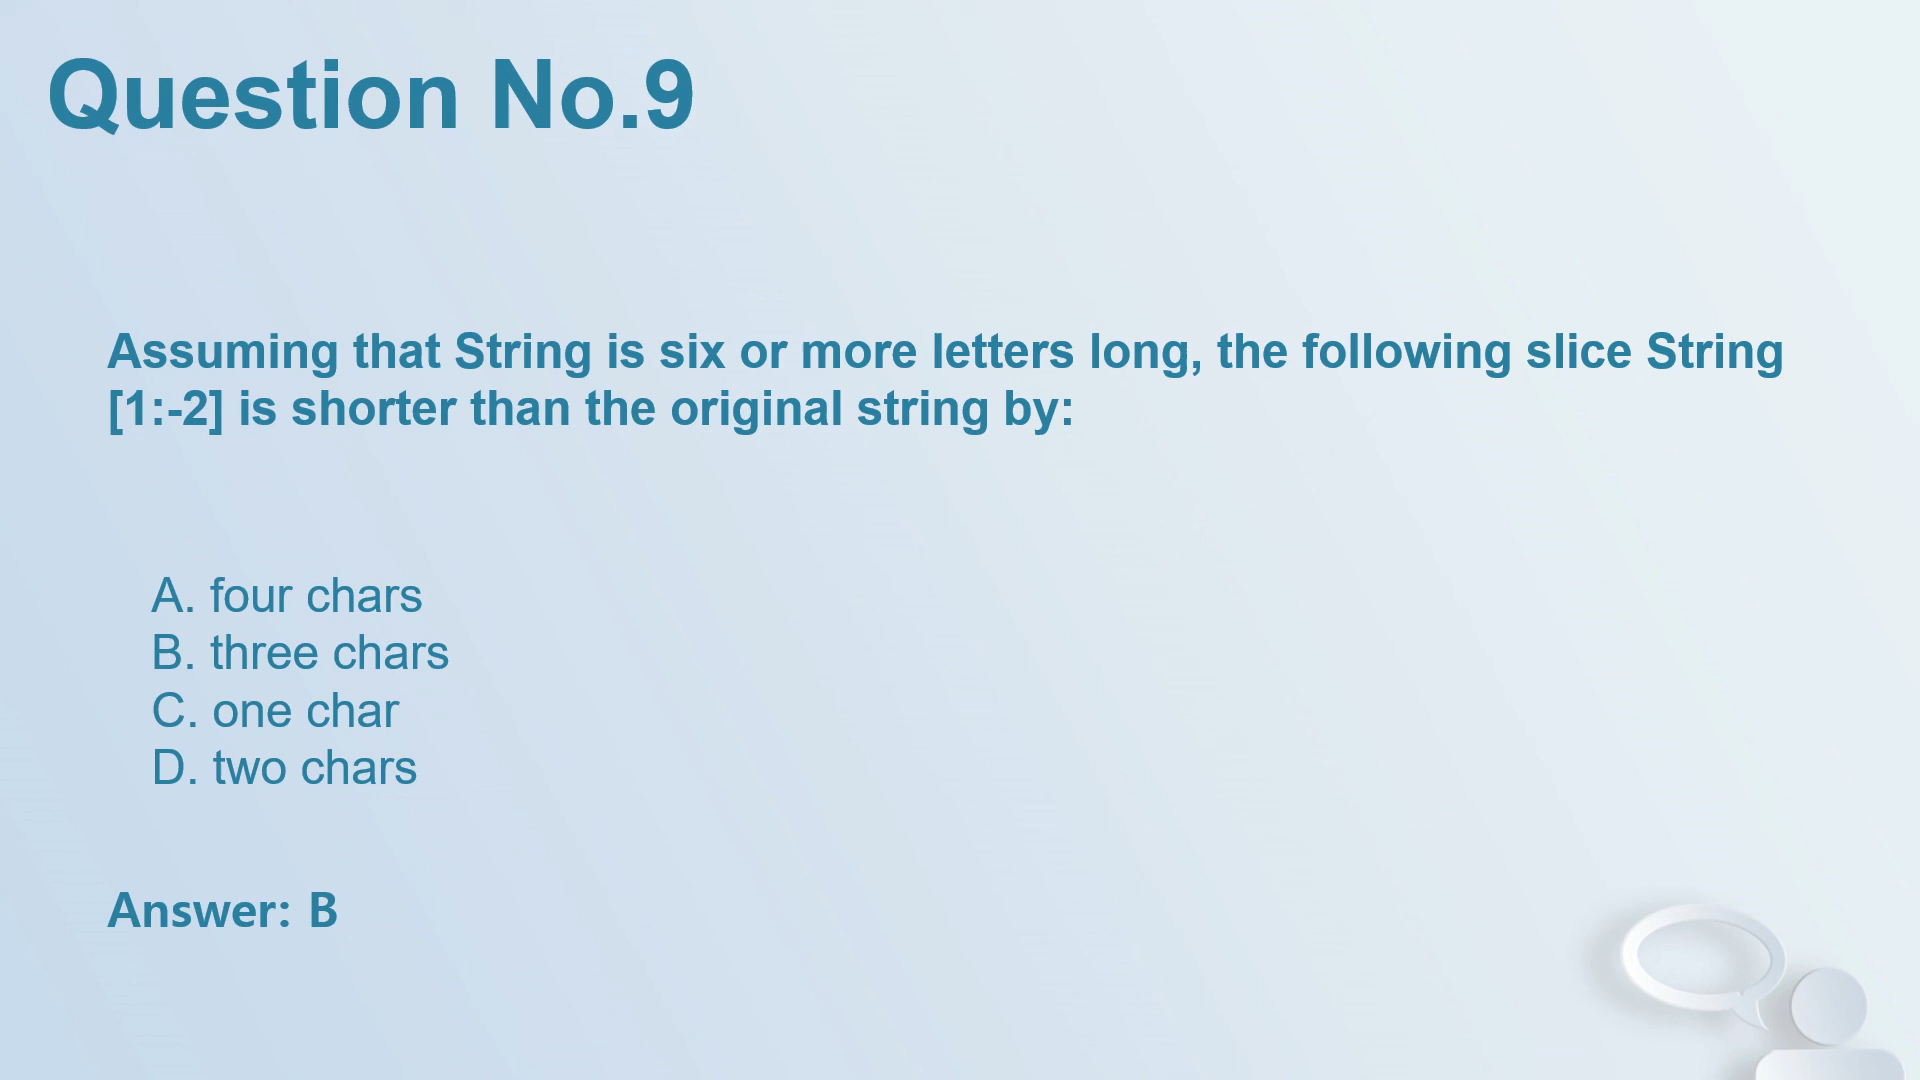 Question No.9
Assuming that String is six or more letters long, the following slice String
[1:-2] is shorter than the original string by:
A. four chars
B. three chars
C. one char
D. two chars
Answer: B